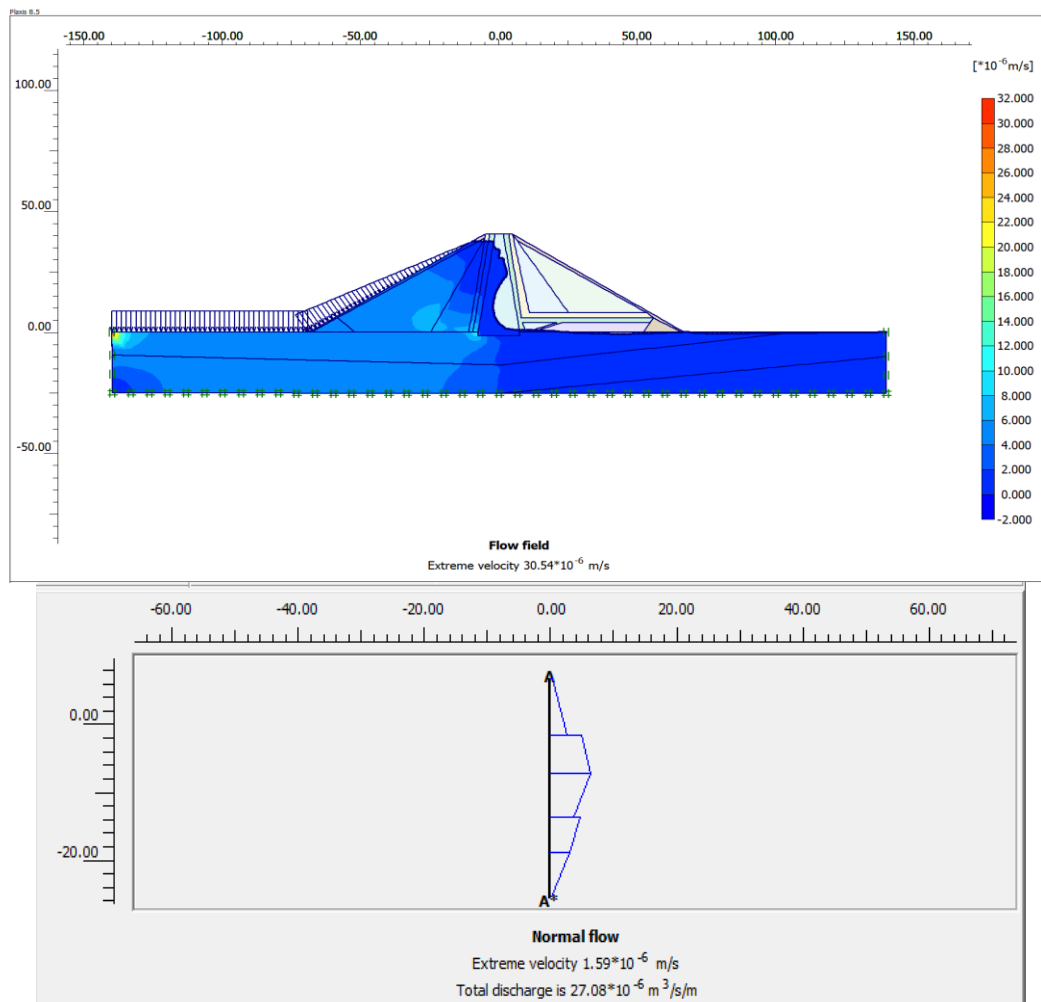 Plaxis 8.5
-150.00 -100.00 -50.00 0.00 50.00 100.00 150.00
[*10⁻⁶m/s]
100.00
50.00
0.00
-50.00
32.000
30.000
28.000
26.000
24.000
22.000
20.000
18.000
16.000
14.000
12.000
10.000
8.000
6.000
4.000
2.000
0.000
-2.000
Flow field
Extreme velocity 30.54*10⁻⁶ m/s
-60.00 -40.00 -20.00 0.00 20.00 40.00 60.00
A
0.00
-20.00
A*
Normal flow
Extreme velocity 1.59*10⁻⁶ m/s
Total discharge is 27.08*10⁻⁶ m³/s/m